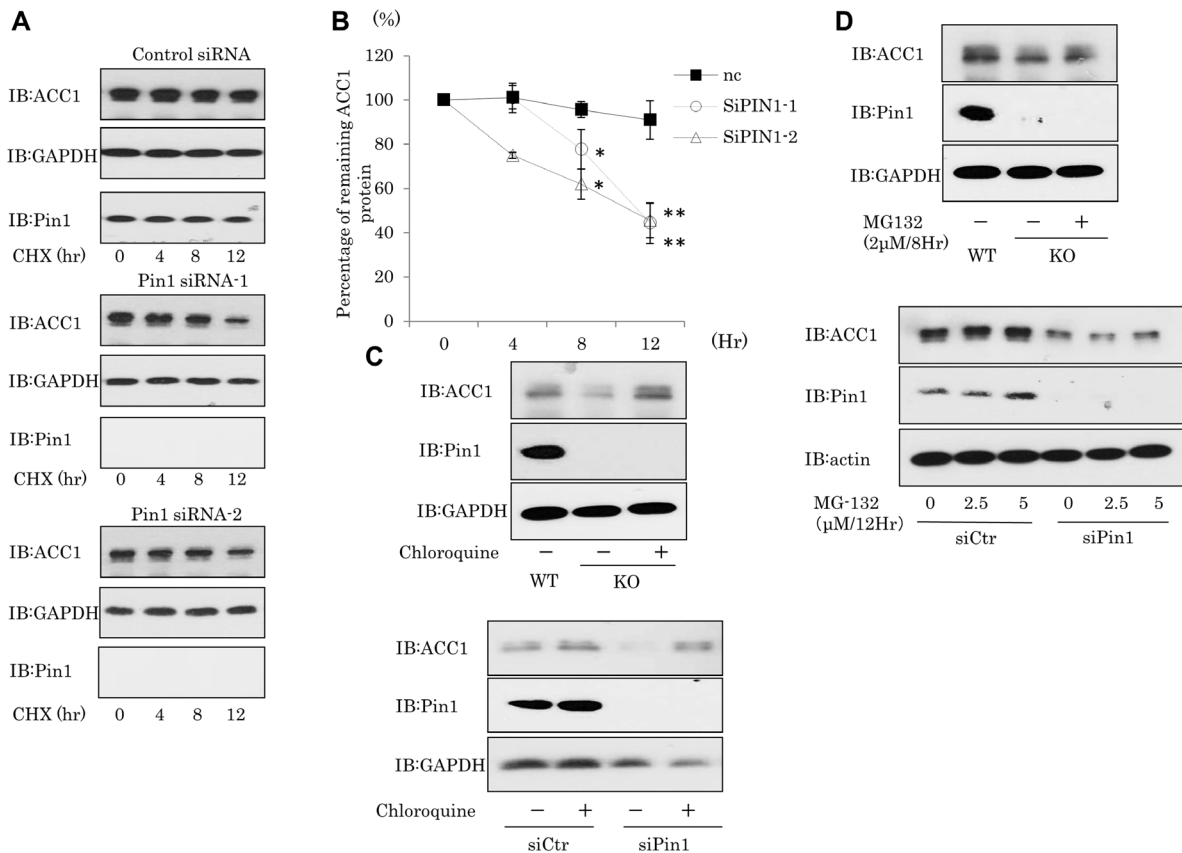 A
Control siRNA
IB:ACC1
IB:GAPDH
IB:Pin1
CHX (hr) 0 4 8 12
Pin1 siRNA-1
IB:ACC1
IB:GAPDH
IB:Pin1
CHX (hr) 0 4 8 12
Pin1 siRNA-2
IB:ACC1
IB:GAPDH
IB:Pin1
CHX (hr) 0 4 8 12
B
(%)
Percentage of remaining ACC1
protein
120
100
80
60
40
20
0
0 4 8 12 (Hr)
nc
SiPIN1-1
SiPIN1-2
*
*
**
**
C
IB:ACC1
IB:Pin1
IB:GAPDH
Chloroquine − − +
WT KO
IB:ACC1
IB:Pin1
IB:GAPDH
Chloroquine − + − +
siCtr siPin1
D
IB:ACC1
IB:Pin1
IB:GAPDH
MG132 − − +
(2μM/8Hr) WT KO
IB:ACC1
IB:Pin1
IB:actin
MG-132 0 2.5 5 0 2.5 5
(μM/12Hr) siCtr siPin1